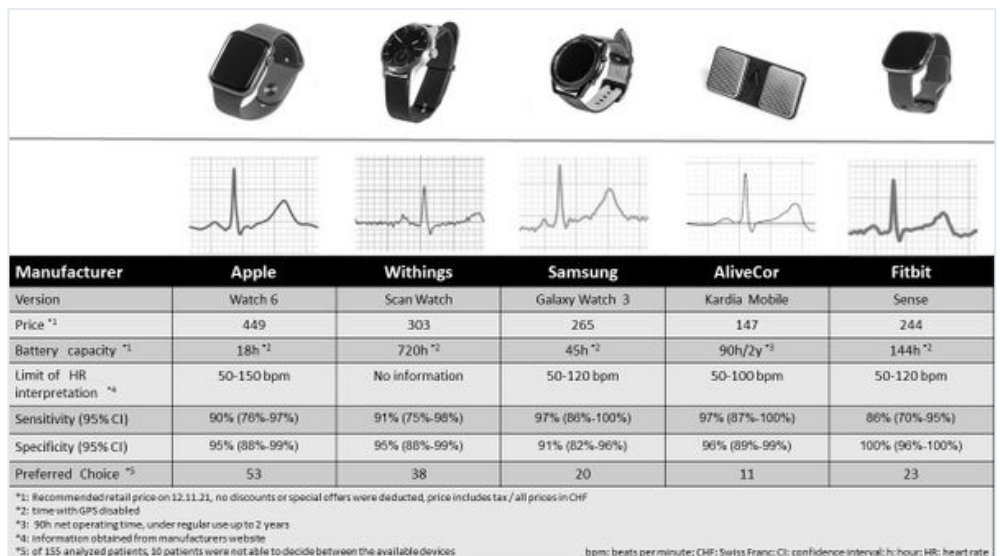 Manufacturer Apple Withings Samsung AliveCor Fitbit
Version Watch 6 Scan Watch Galaxy Watch 3 Kardia Mobile Sense
Price *1 449 303 265 147 244
Battery capacity *1 18h *2 720h *2 45h *2 90h/2y *3 144h *2
Limit of HR 50-150 bpm No information 50-120 bpm 50-100 bpm 50-120 bpm
interpretation *4
Sensitivity (95% CI) 90% (76%-97%) 91% (75%-98%) 97% (86%-100%) 97% (87%-100%) 86% (70%-95%)
Specificity (95% CI) 95% (88%-99%) 95% (88%-99%) 91% (82%-96%) 96% (89%-99%) 100% (96%-100%)
Preferred Choice *5 53 38 20 11 23
*1: Recommended retail price on 12.11.21, no discounts or special offers were deducted, price includes tax / all prices in CHF
*2: time with GPS disabled
*3: 90h net operating time, under regular use up to 2 years
*4: information obtained from manufacturers website
*5: of 155 analyzed patients, 10 patients were not able to decide between the available devices bpm: beats per minute; CHF: Swiss Franc; CI: confidence interval; h: hour; HR: heart rate